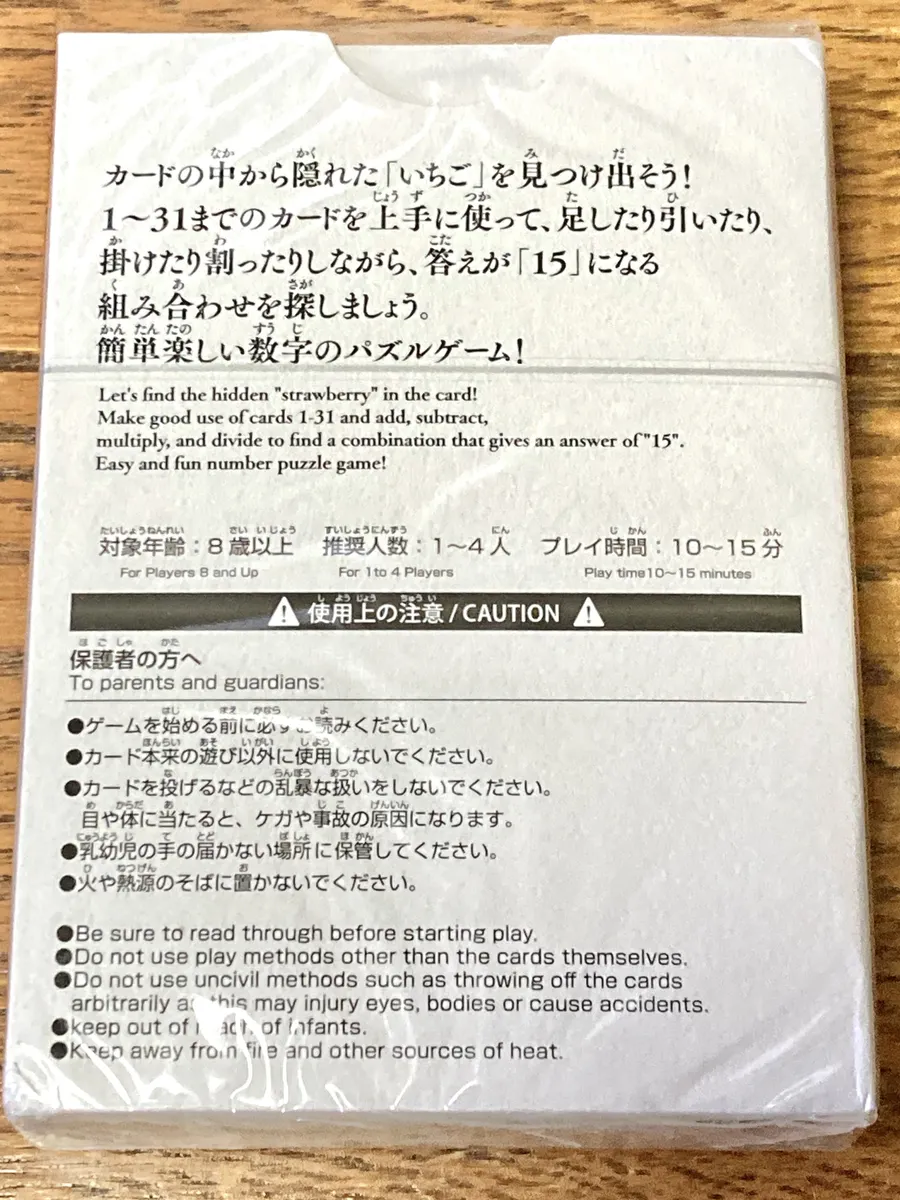 カードの中から隠れた「いちご」を見つけ出そう!
1〜31までのカードを上手に使って、足したり引いたり、
掛けたり割ったりしながら、答えが「15」になる
組み合わせを探しましょう。
簡単楽しい数字のパズルゲーム!
Let's find the hidden "strawberry" in the card!
Make good use of cards 1-31 and add, subtract,
multiply, and divide to find a combination that gives an answer of "15".
Easy and fun number puzzle game!
対象年齢:8歳以上 推奨人数:1〜4人 プレイ時間:10〜15分
For Players 8 and Up For 1 to 4 Players Play time10〜15 minutes
使用上の注意/CAUTION
保護者の方へ
To parents and guardians:
●ゲームを始める前に必ずお読みください。
●カード本来の遊び以外に使用しないでください。
●カードを投げるなどの乱暴な扱いをしないでください。
目や体に当たると、ケガや事故の原因になります。
●乳幼児の手の届かない場所に保管してください。
●火や熱源のそばに置かないでください。
●Be sure to read through before starting play.
●Do not use play methods other than the cards themselves.
●Do not use uncivil methods such as throwing off the cards
arbitrarily as this may injury eyes, bodies or cause accidents.
●keep out of reach of infants.
●Keep away from fire and other sources of heat.